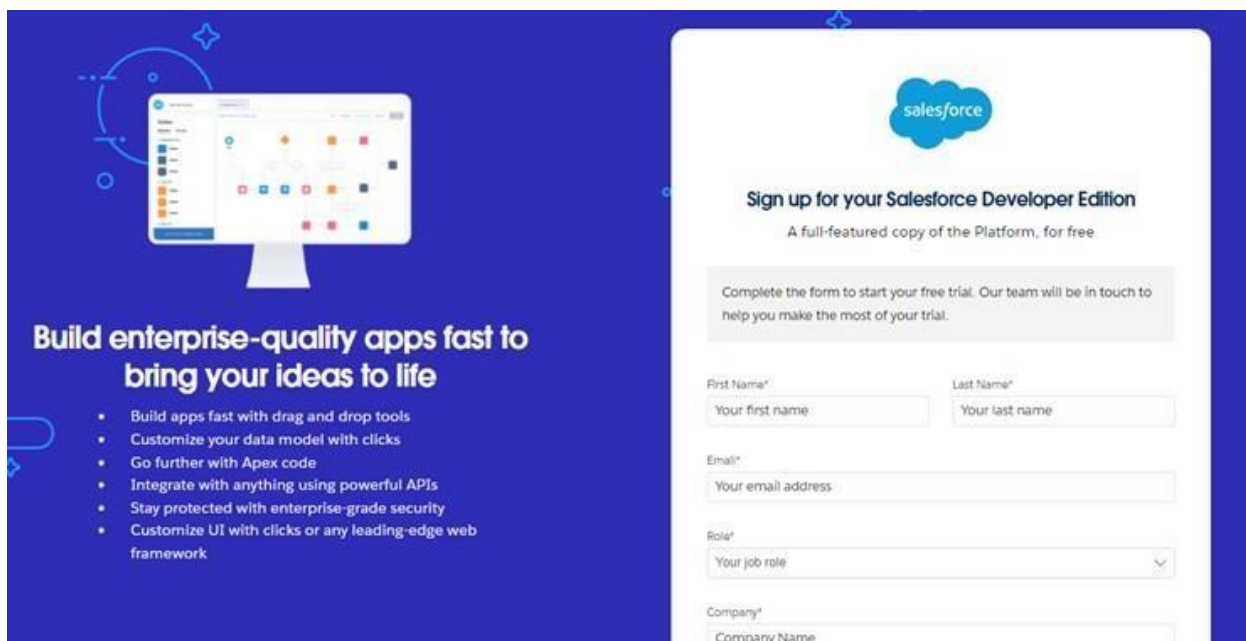 Build enterprise-quality apps fast to
bring your ideas to life
• Build apps fast with drag and drop tools
• Customize your data model with clicks
• Go further with Apex code
• Integrate with anything using powerful APIs
• Stay protected with enterprise-grade security
• Customize UI with clicks or any leading-edge web
framework
salesforce
Sign up for your Salesforce Developer Edition
A full-featured copy of the Platform, for free
Complete the form to start your free trial. Our team will be in touch to
help you make the most of your trial.
First Name* Last Name*
Your first name Your last name
Email*
Your email address
Role*
Your job role
Company*
Company Name